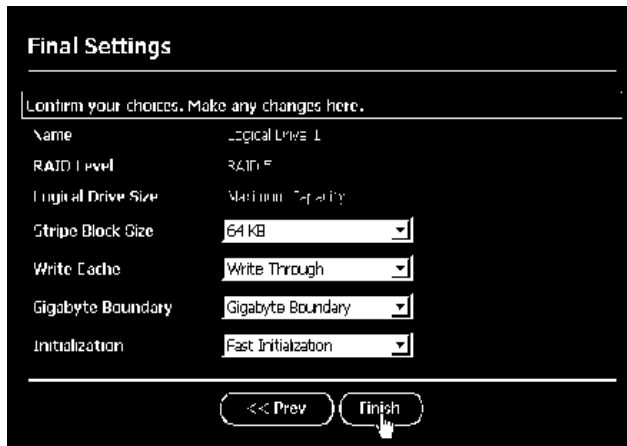 Final Settings
Confirm your choices. Make any changes here.
Name Logical Drive 1
RAID Level RAID 5
Logical Drive Size Maximum Capacity
Stripe Block Size 64 KB
Write Cache Write Through
Gigabyte Boundary Gigabyte Boundary
Initialization Fast Initialization
<< Prev Finish